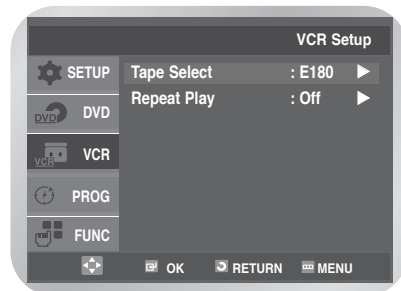 VCR Setup
SETUP
Tape Select : E180 ►
Repeat Play : Off ►
DVD DVD
VCR VCR
PROG
FUNC
OK RETURN MENU